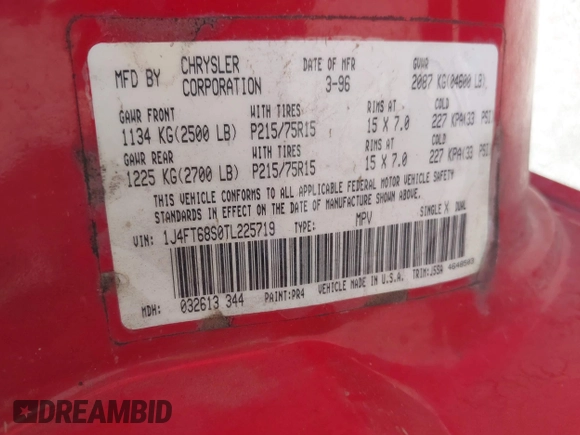 MFD BY CHRYSLER CORPORATION DATE OF MFR 3-96 GVWR 2087 KG(04600 LB)
GAWR FRONT WITH TIRES RIMS AT COLD
1134 KG(2500 LB) P215/75R15 15 X 7.0 227 KPA(33 PSI
GAWR REAR WITH TIRES RIMS AT COLD
1225 KG(2700 LB) P215/75R15 15 X 7.0 227 KPA(33 PSI
THIS VEHICLE CONFORMS TO ALL APPLICABLE FEDERAL MOTOR VEHICLE SAFETY
STANDARDS IN EFFECT ON THE DATE OF MANUFACTURE SHOWN ABOVE.
VIN: 1J4FT68S0TL225719 TYPE: MPV SINGLE X DUAL
MDH: 032613 344 PAINT:PR4 VEHICLE MADE IN U.S.A. TRIM:JSSA
DREAMBID